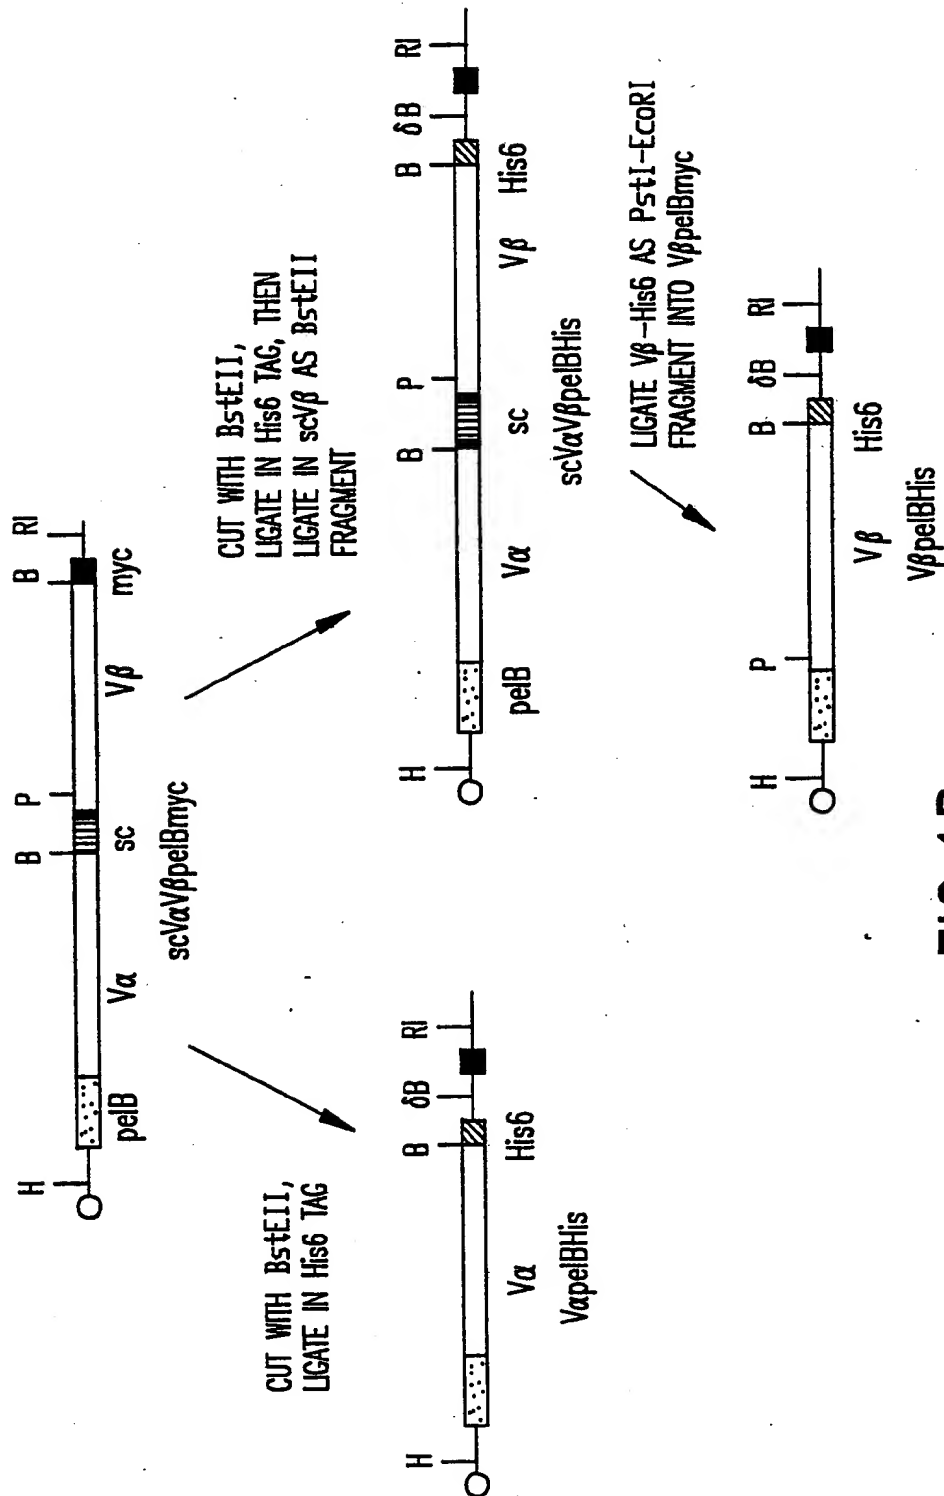 H B P B RI
pelB Vα sc Vβ myc
scVαVβpelBmyc
CUT WITH BstEII,
LIGATE IN His6 TAG
CUT WITH BstEII,
LIGATE IN His6 TAG, THEN
LIGATE IN scVβ AS BstEII
FRAGMENT
H B δB RI
Vα His6
VαpelBHis
H B P B δB RI
pelB Vα sc Vβ His6
scVαVβpelBHis
LIGATE Vβ-His6 AS PstI-EcoRI
FRAGMENT INTO VβpelBmyc
H P B δB RI
Vβ His6
VβpelBHis